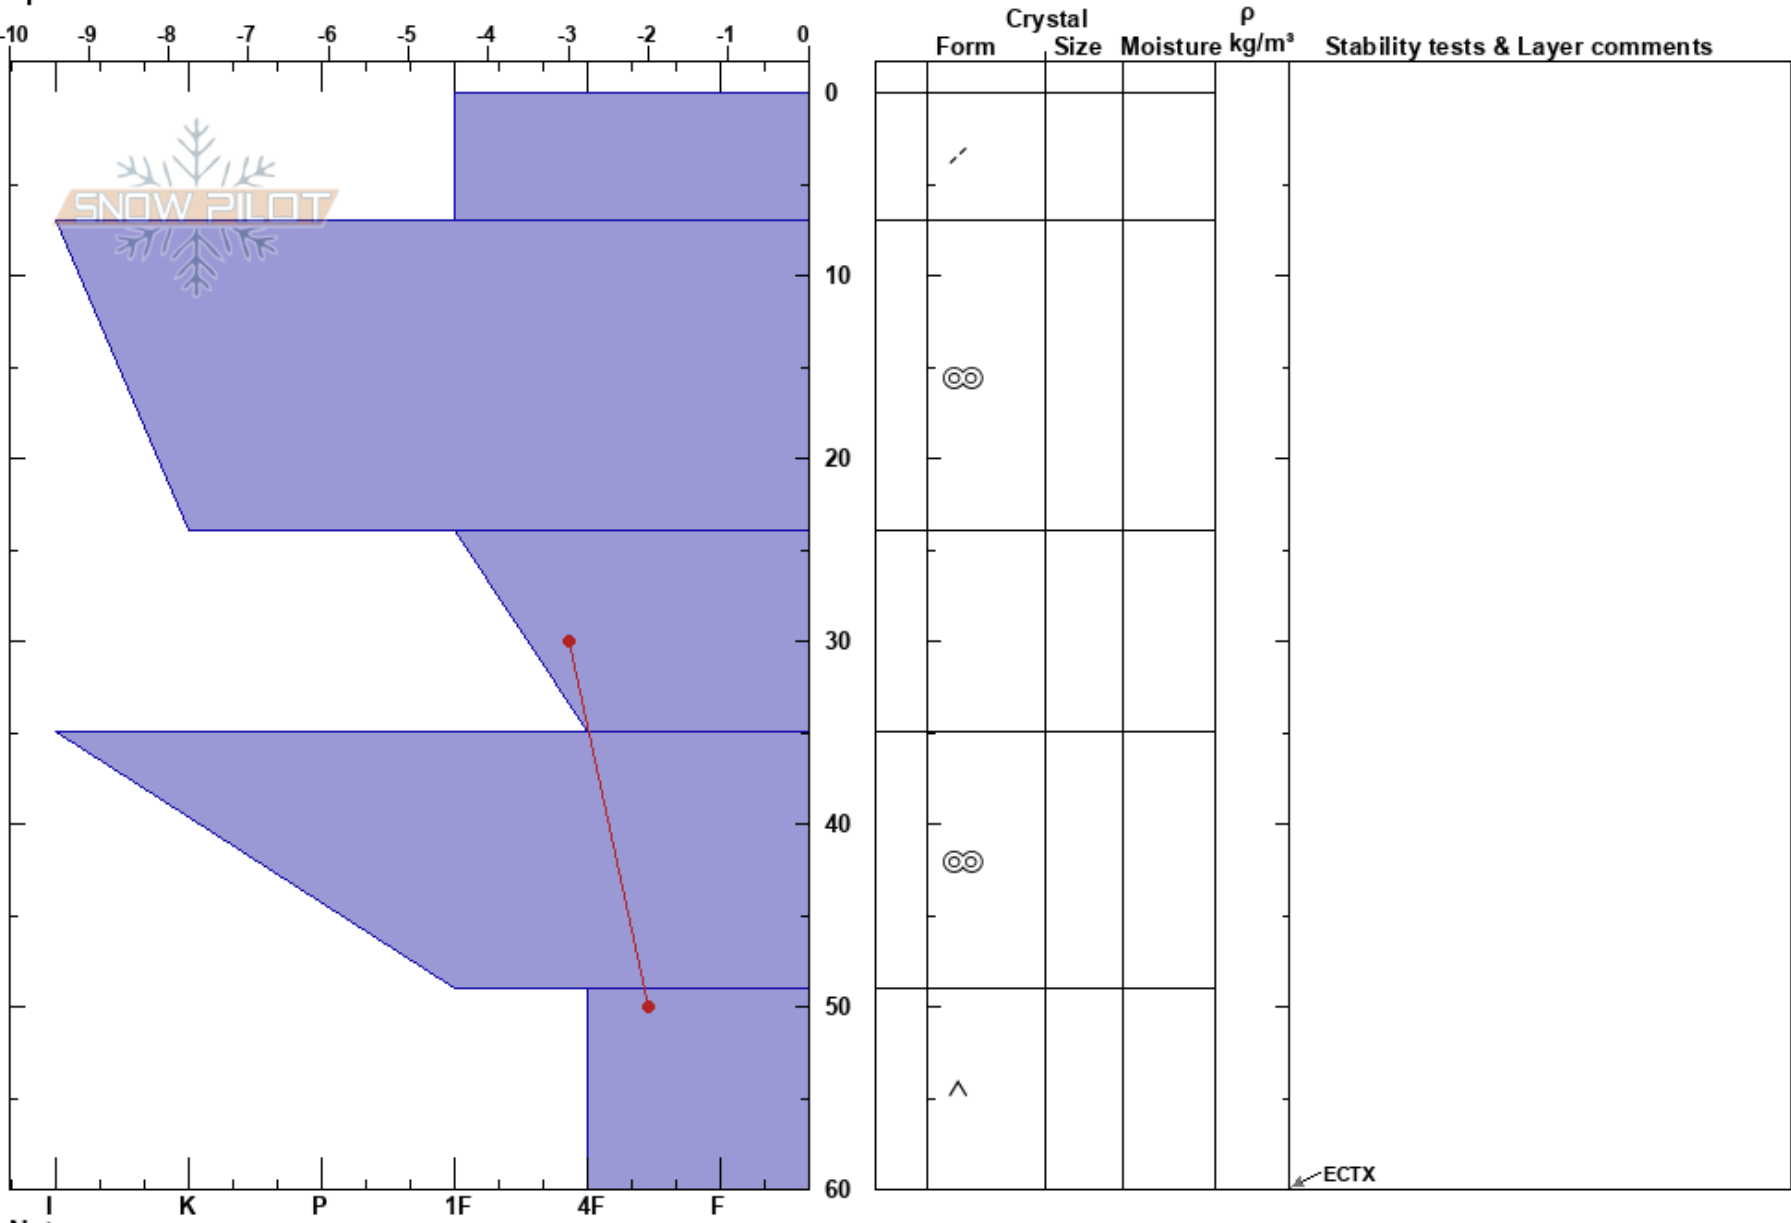 Crystal ρ
Form Size Moisture kg/m³ Stability tests & Layer comments
-10 -9 -8 -7 -6 -5 -4 -3 -2 -1 0
0
SNOW PILOT
10
20
30
40
50
60
ECTX
I K P 1F 4F F